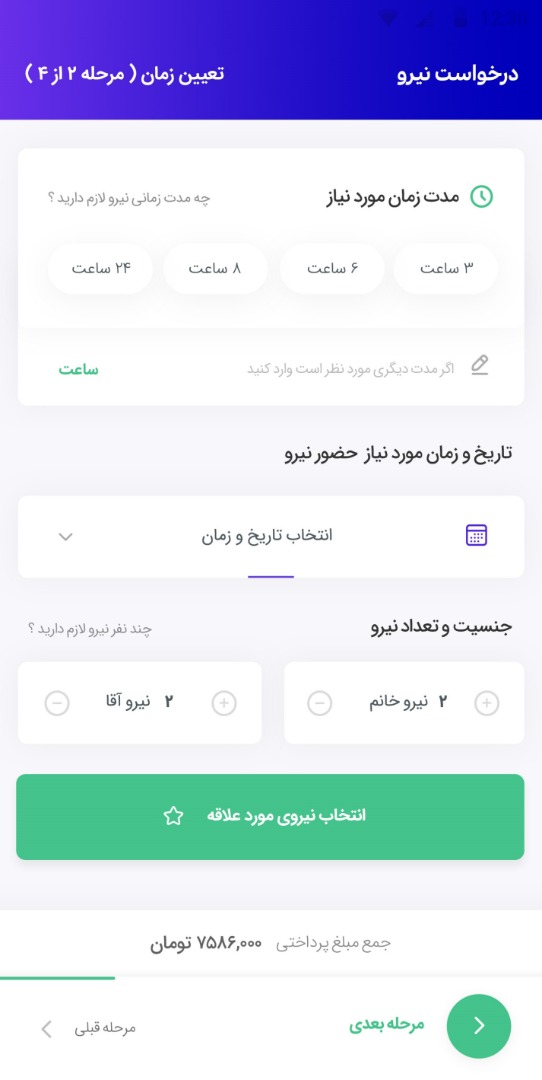 12:30
درخواست نیرو
تعیین زمان ( مرحله ۲ از ۴ )
مدت زمان مورد نیاز
چه مدت زمانی نیرو لازم دارید ؟
۳ ساعت
۶ ساعت
۸ ساعت
۲۴ ساعت
اگر مدت دیگری مورد نظر است وارد کنید
ساعت
تاریخ و زمان مورد نیاز حضور نیرو
انتخاب تاریخ و زمان
جنسیت و تعداد نیرو
چند نفر نیرو لازم دارید ؟
۲ نیرو خانم
۲ نیرو آقا
انتخاب نیروی مورد علاقه
جمع مبلغ پرداختی ۷۵۸۶,۰۰۰ تومان
مرحله بعدی
مرحله قبلی